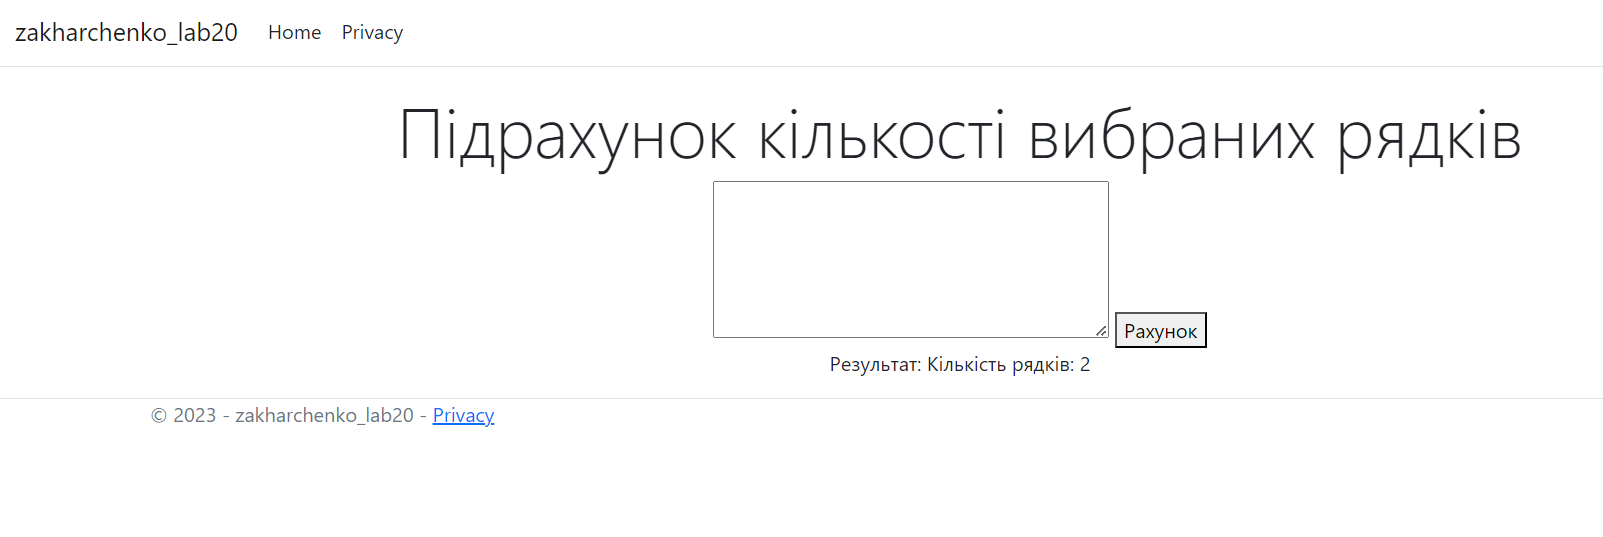 zakharchenko_lab20 Home Privacy
Підрахунок кількості вибраних рядків
Рахунок
Результат: Кількість рядків: 2
© 2023 - zakharchenko_lab20 - Privacy